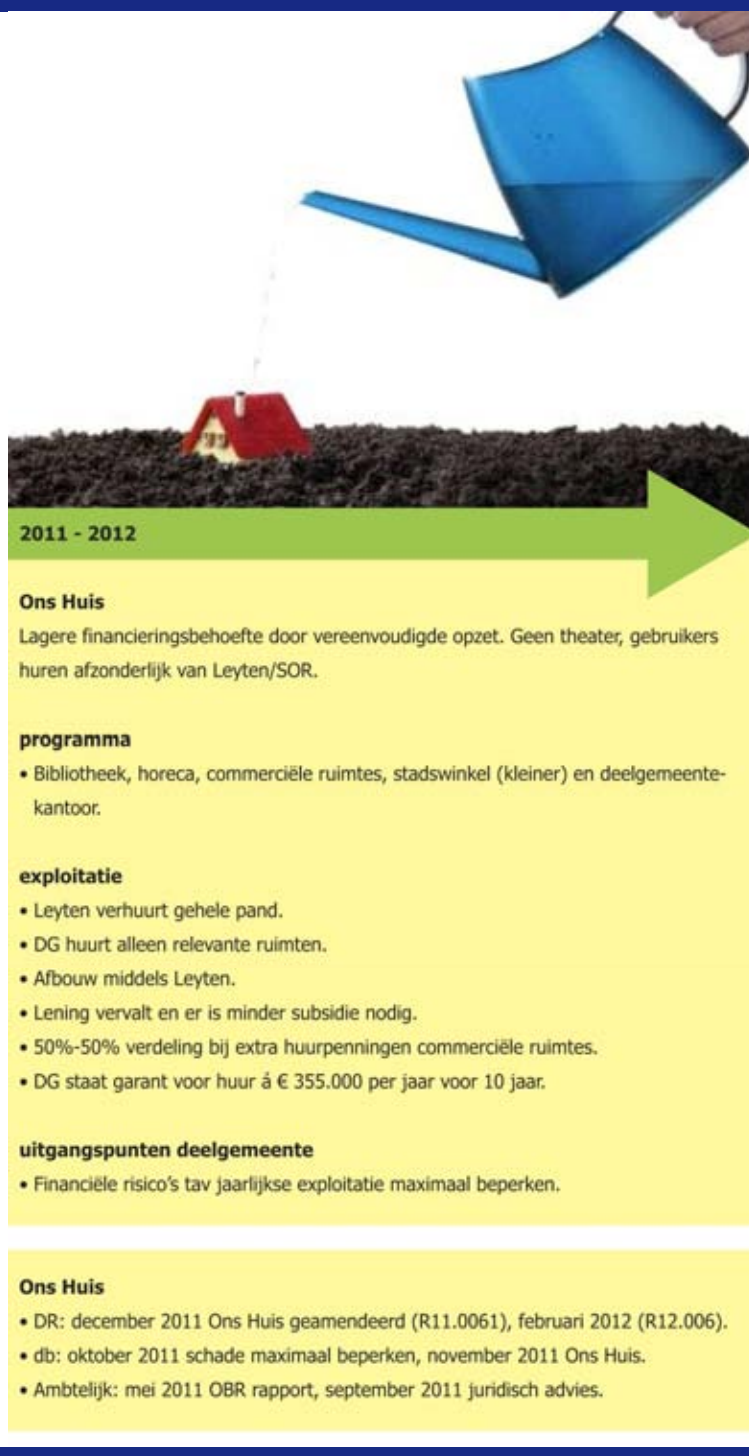 2011 - 2012
Ons Huis
Lagere financieringsbehoefte door vereenvoudigde opzet. Geen theater, gebruikers
huren afzonderlijk van Leyten/SOR.
programma
• Bibliotheek, horeca, commerciële ruimtes, stadswinkel (kleiner) en deelgemeente-
kantoor.
exploitatie
• Leyten verhuurt gehele pand.
• DG huurt alleen relevante ruimten.
• Afbouw middels Leyten.
• Lening vervalt en er is minder subsidie nodig.
• 50%-50% verdeling bij extra huurpenningen commerciële ruimtes.
• DG staat garant voor huur á € 355.000 per jaar voor 10 jaar.
uitgangspunten deelgemeente
• Financiële risico's tav jaarlijkse exploitatie maximaal beperken.
Ons Huis
• DR: december 2011 Ons Huis geamendeerd (R11.0061), februari 2012 (R12.006).
• db: oktober 2011 schade maximaal beperken, november 2011 Ons Huis.
• Ambtelijk: mei 2011 OBR rapport, september 2011 juridisch advies.